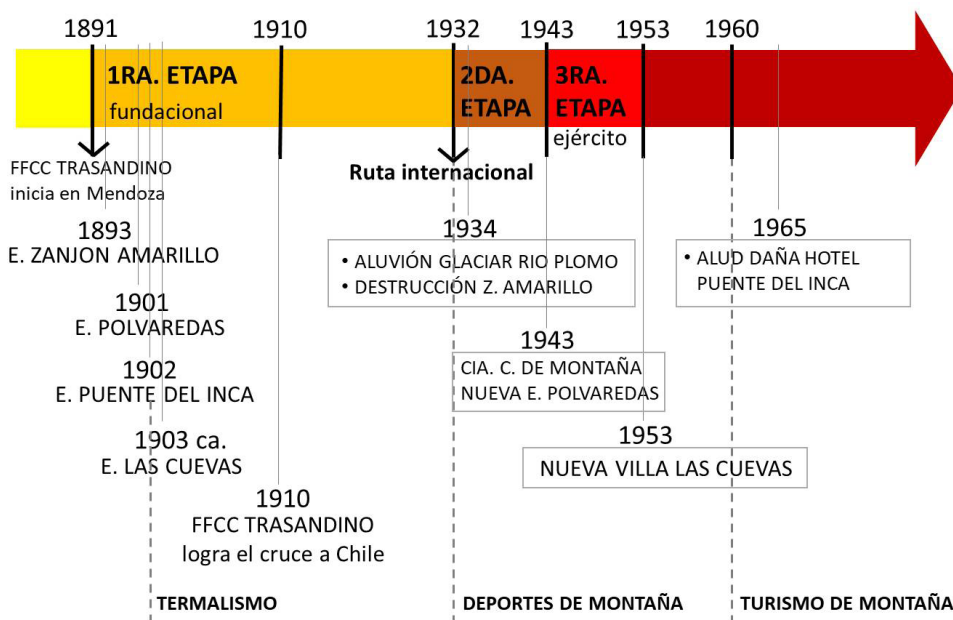 1891
1910
1932
1943
1953
1960
1RA. ETAPA
fundacional
2DA.
ETAPA
3RA.
ETAPA
ejército
FFCC TRASANDINO
inicia en Mendoza
Ruta internacional
1893
E. ZANJON AMARILLO
1901
E. POLVAREDAS
1902
E. PUENTE DEL INCA
1903 ca.
E. LAS CUEVAS
1910
FFCC TRASANDINO
logra el cruce a Chile
1934
• ALUVIÓN GLACIAR RIO PLOMO
• DESTRUCCIÓN Z. AMARILLO
1943
CIA. C. DE MONTAÑA
NUEVA E. POLVAREDAS
1953
NUEVA VILLA LAS CUEVAS
1965
• ALUD DAÑA HOTEL
PUENTE DEL INCA
TERMALISMO
DEPORTES DE MONTAÑA
TURISMO DE MONTAÑA